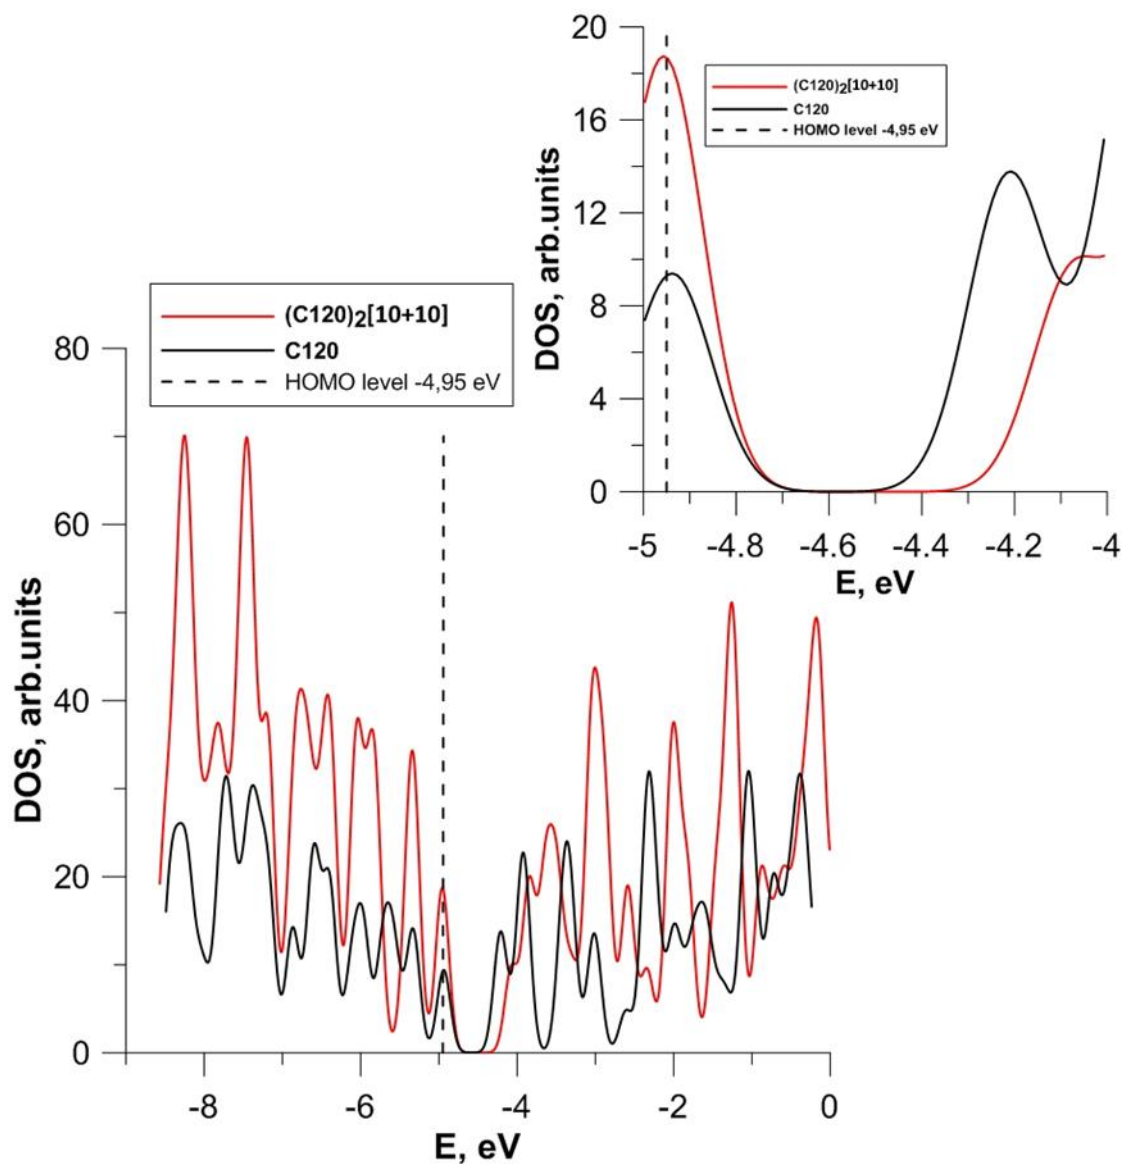 20
16
12
8
4
0
DOS, arb.units
(C120)2[10+10]
C120
HOMO level -4,95 eV
-5 -4.8 -4.6 -4.4 -4.2 -4
E, eV
(C120)2[10+10]
C120
HOMO level -4,95 eV
80
60
40
20
0
DOS, arb.units
-8 -6 -4 -2 0
E, eV